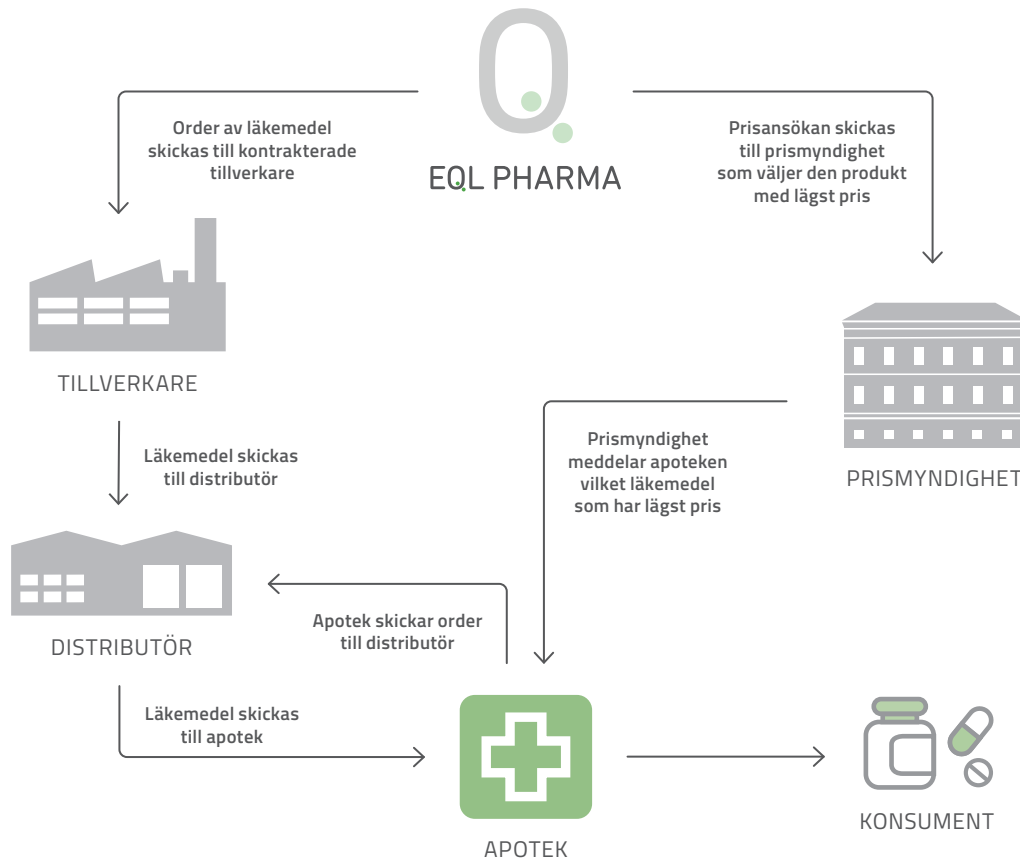 Order av läkemedel
skickas till kontrakterade
tillverkare
EQL PHARMA
Prisansökan skickas
till prismyndighet
som väljer den produkt
med lägst pris
TILLVERKARE
Läkemedel skickas
till distributör
Prismyndighet
meddelar apoteken
vilket läkemedel
som har lägst pris
PRISMYNDIGHET
DISTRIBUTÖR
Apotek skickar order
till distributör
Läkemedel skickas
till apotek
APOTEK
KONSUMENT